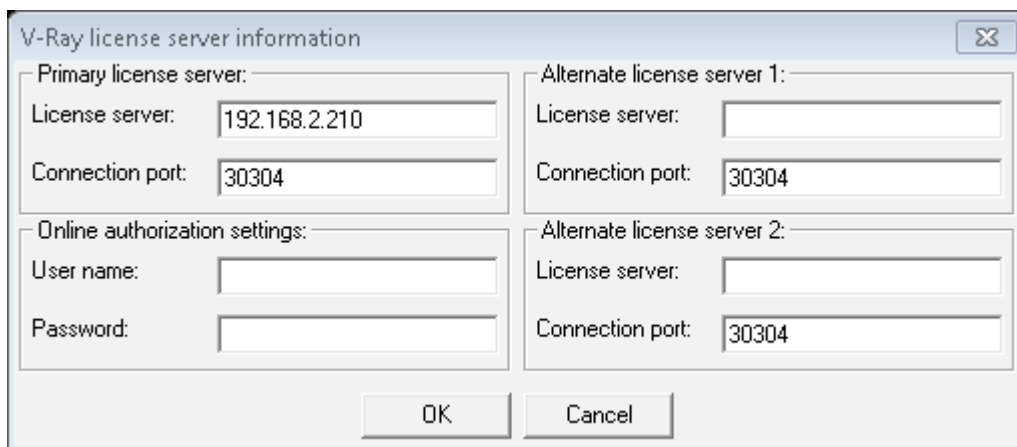 V-Ray license server information
Primary license server:
License server: 192.168.2.210
Connection port: 30304
Online authorization settings:
User name:
Password:
Alternate license server 1:
License server:
Connection port: 30304
Alternate license server 2:
License server:
Connection port: 30304
OK Cancel